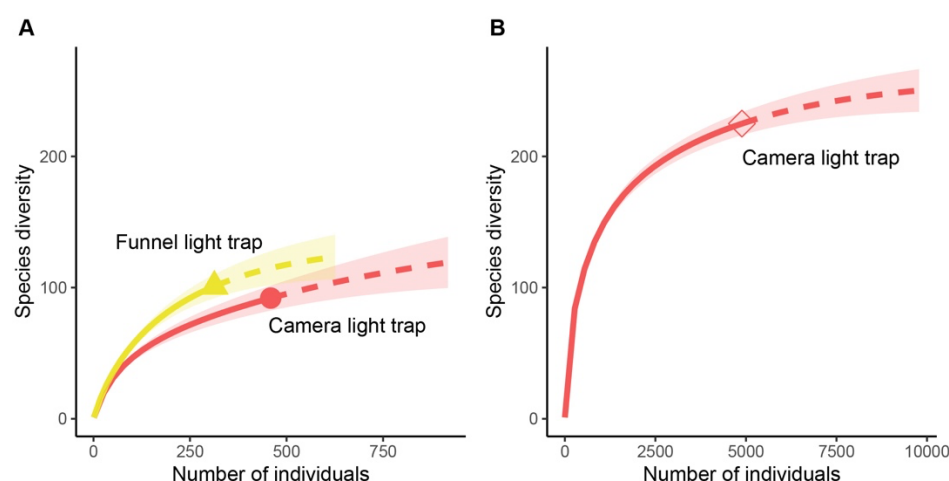 A
Species diversity
200
100
0
Funnel light trap
Camera light trap
0 250 500 750
Number of individuals
B
Species diversity
200
100
0
Camera light trap
0 2500 5000 7500 10000
Number of individuals